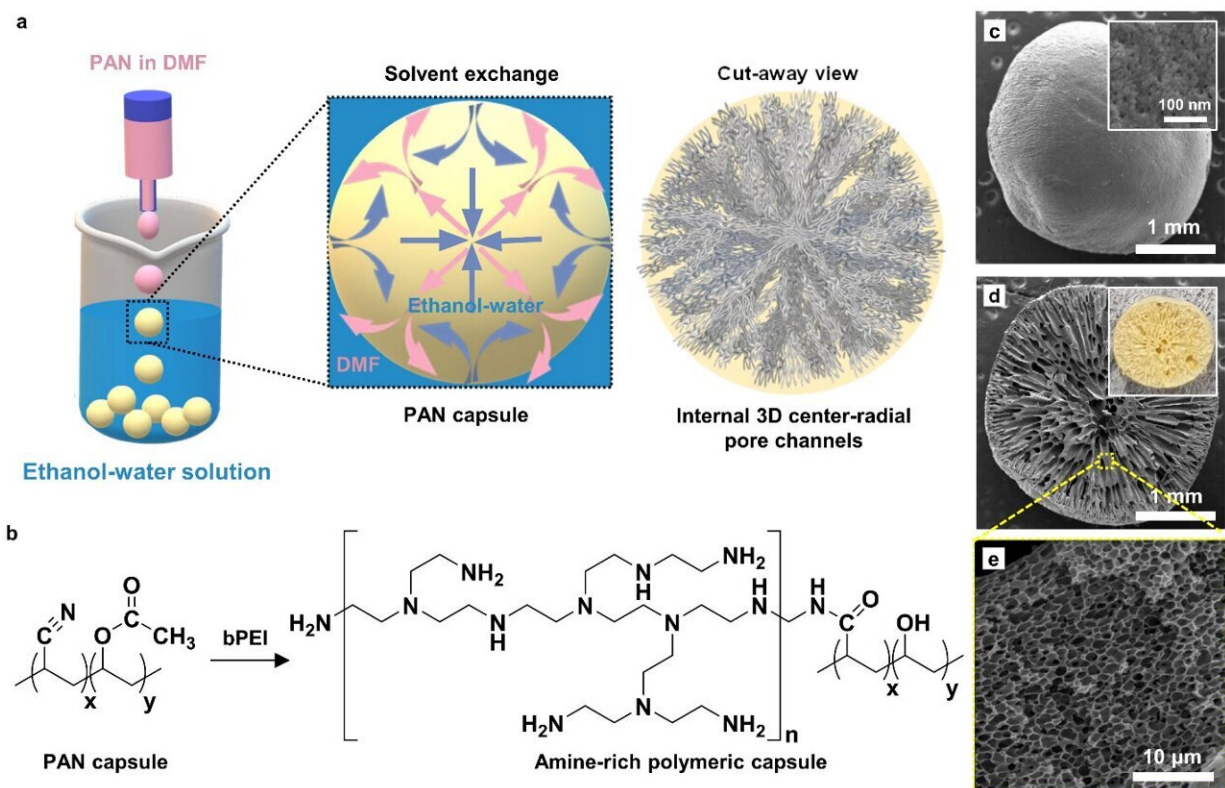 a
PAN in DMF
Ethanol-water solution
Solvent exchange
Ethanol-water
DMF
PAN capsule
Cut-away view
Internal 3D center-radial
pore channels
b
N
O
O
CH₃
x
y
PAN capsule
bPEI
H₂N
NH₂
N
N
H
N
N
H
NH₂
N
N
H₂N
NH₂
H
N
H
N
O
OH
n
x
y
Amine-rich polymeric capsule
c
100 nm
1 mm
d
1 mm
e
10 µm